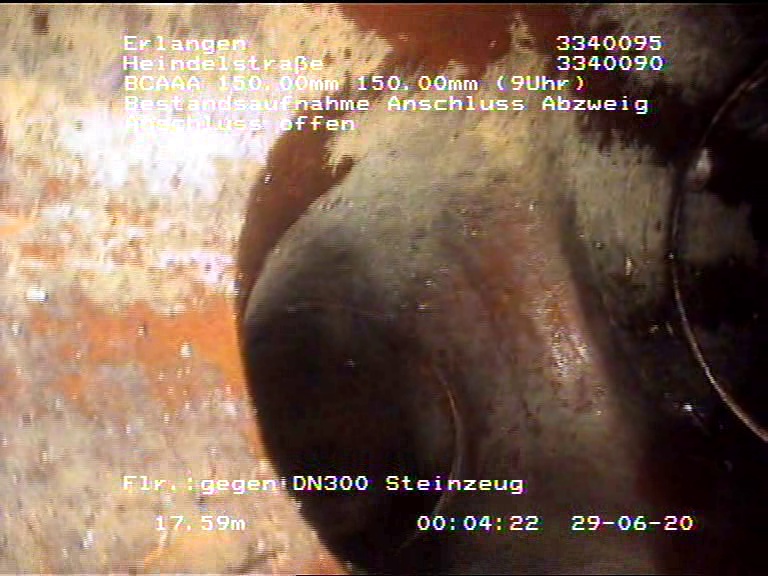 Erlangen 3340095
Heindelstraße 3340090
BCAAA 150.00mm 150.00mm (9Uhr)
Bestandsaufnahme Anschluss Abzweig
Anschluss offen
Flr.:gegen DN300 Steinzeug
17.59m 00:04:22 29-06-20